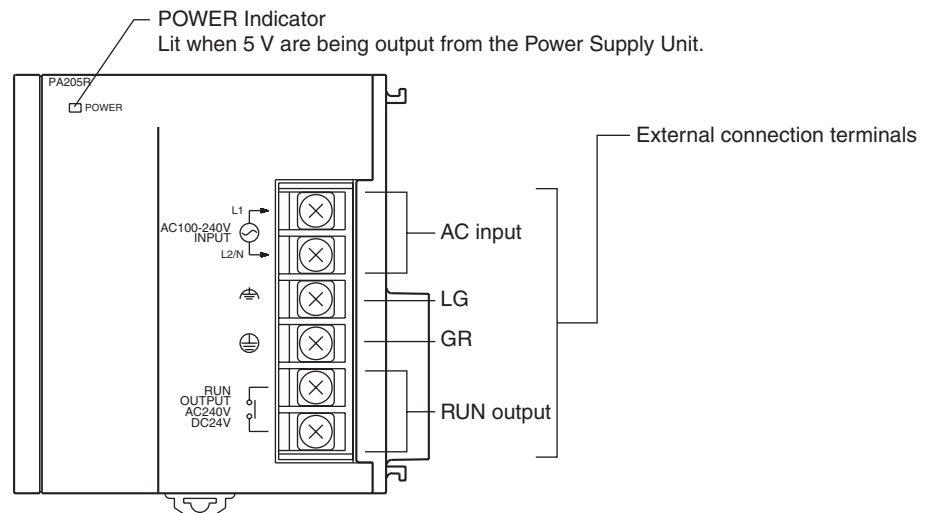 POWER Indicator
Lit when 5 V are being output from the Power Supply Unit.
PA205R
POWER
External connection terminals
L1
AC100-240V
INPUT
L2/N
AC input
LG
GR
RUN
OUTPUT
AC240V
DC24V
RUN output